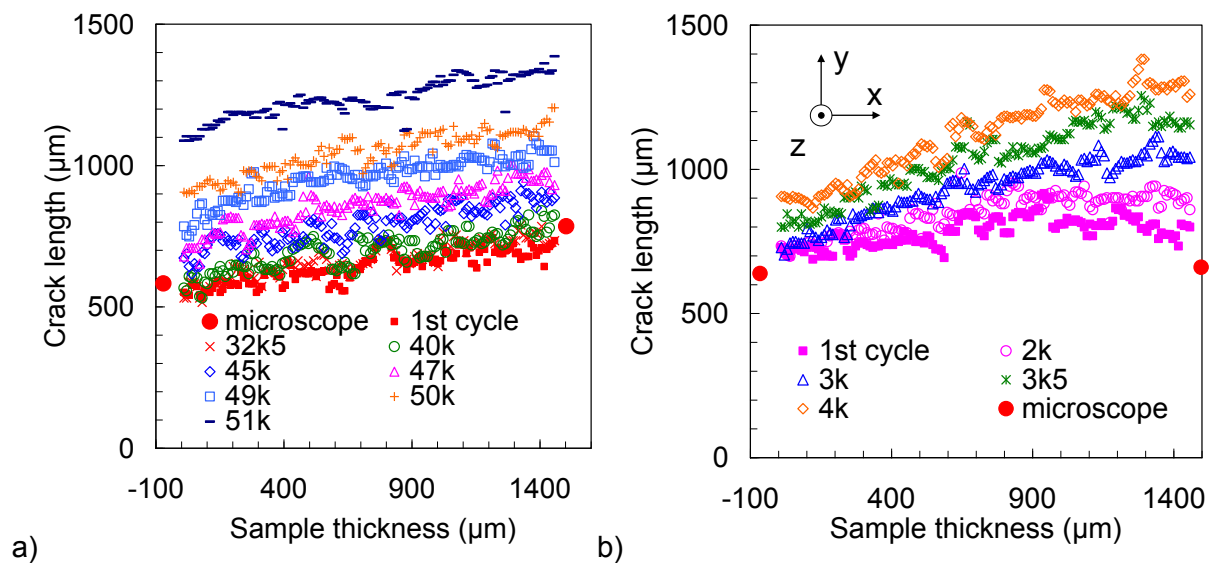 1500
1000
500
0
-100 400 900 1400
Crack length (µm)
Sample thickness (µm)
microscope 1st cycle
32k5 40k
45k 47k
49k 50k
51k
a)
1500
1000
500
0
-100 400 900 1400
Crack length (µm)
Sample thickness (µm)
y
x
z
1st cycle 2k
3k 3k5
4k microscope
b)